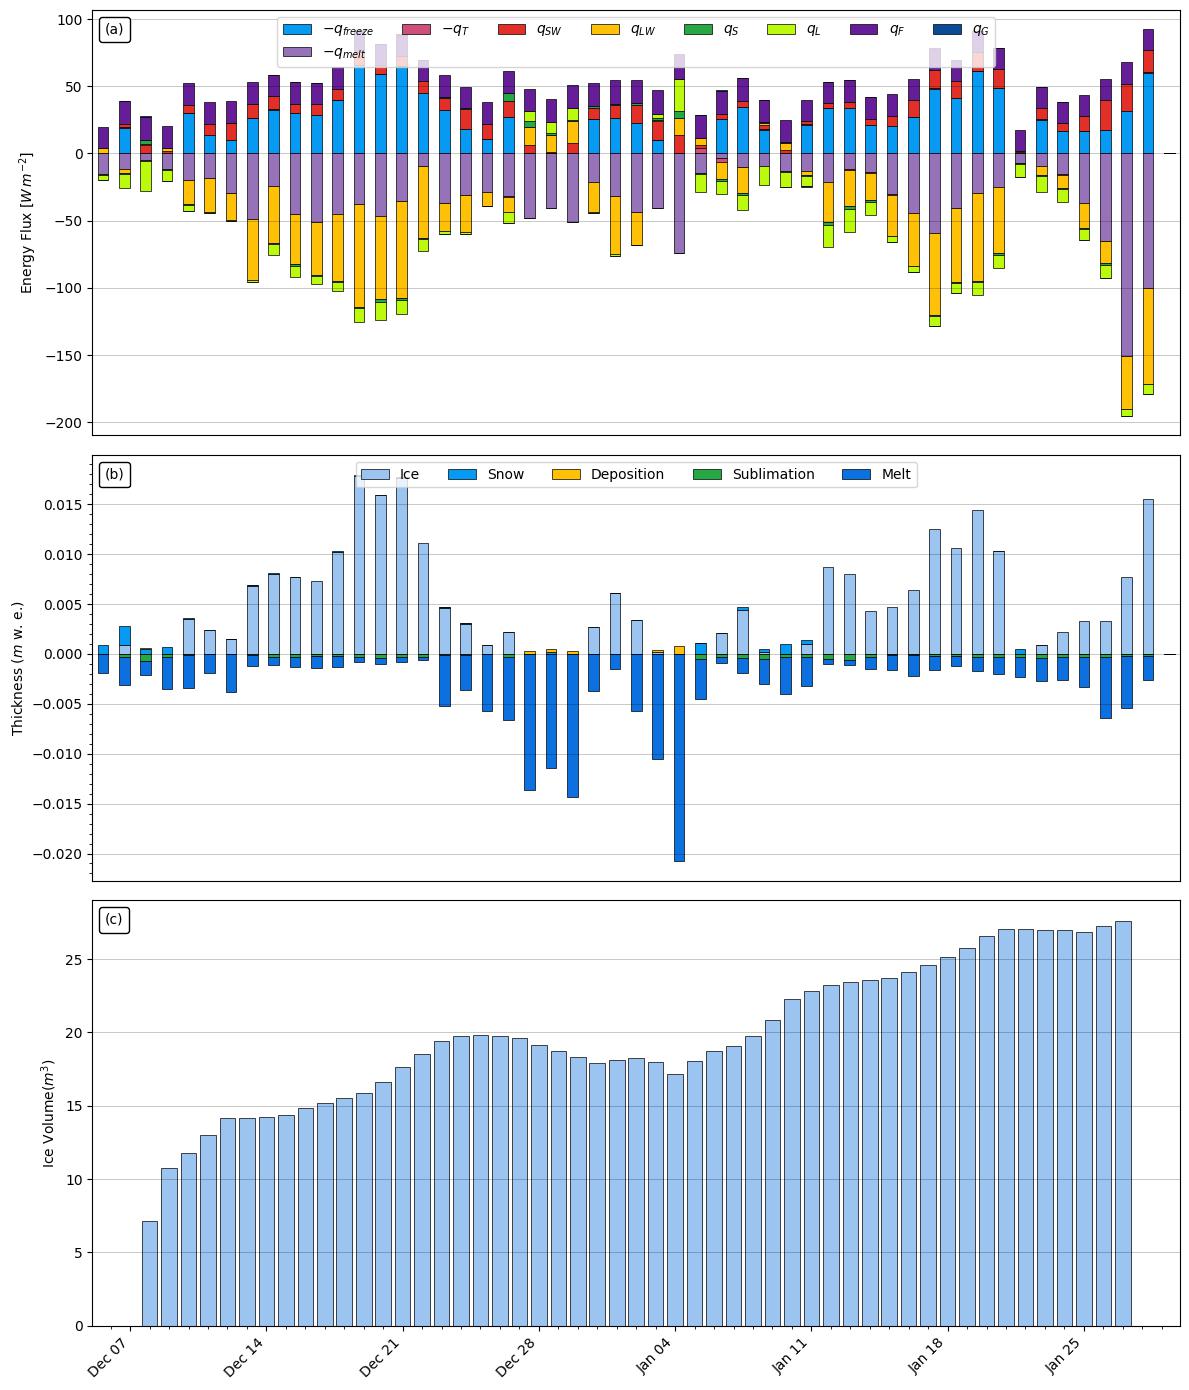 (a)
−q_freeze −q_T q_SW q_LW q_S q_L q_F q_G
−q_melt
100
50
0
−50
−100
−150
−200
Energy Flux [W m⁻²]
(b)
Ice Snow Deposition Sublimation Melt
0.015
0.010
0.005
0.000
−0.005
−0.010
−0.015
−0.020
Thickness (m w. e.)
(c)
25
20
15
10
5
0
Ice Volume(m³)
Dec 07 Dec 14 Dec 21 Dec 28 Jan 04 Jan 11 Jan 18 Jan 25